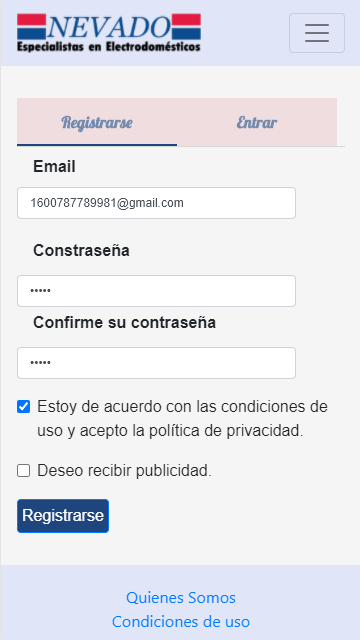 NEVADO
Especialistas en Electrodomésticos
Registrarse
Entrar
Email
1600787789981@gmail.com
Constraseña
•••••
Confirme su contraseña
•••••
Estoy de acuerdo con las condiciones de
uso y acepto la política de privacidad.
Deseo recibir publicidad.
Registrarse
Quienes Somos
Condiciones de uso